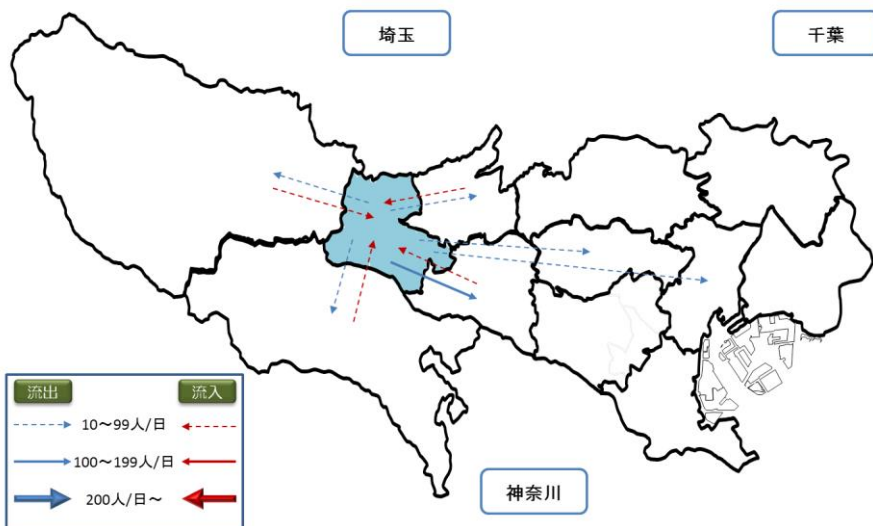 埼玉
千葉
流出 流入
10～99人/日
100～199人/日
200人/日～
神奈川